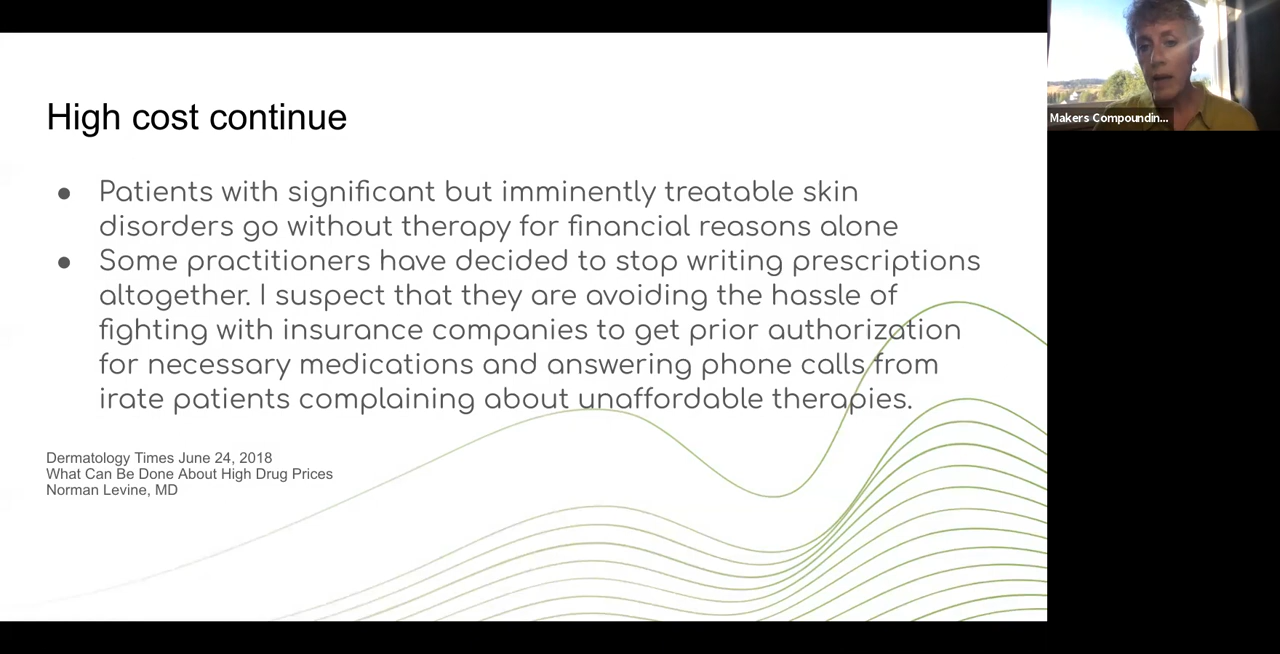 High cost continue
● Patients with significant but imminently treatable skin
disorders go without therapy for financial reasons alone
● Some practitioners have decided to stop writing prescriptions
altogether. I suspect that they are avoiding the hassle of
fighting with insurance companies to get prior authorization
for necessary medications and answering phone calls from
irate patients complaining about unaffordable therapies.
Dermatology Times June 24, 2018
What Can Be Done About High Drug Prices
Norman Levine, MD
Makers Compoundin...